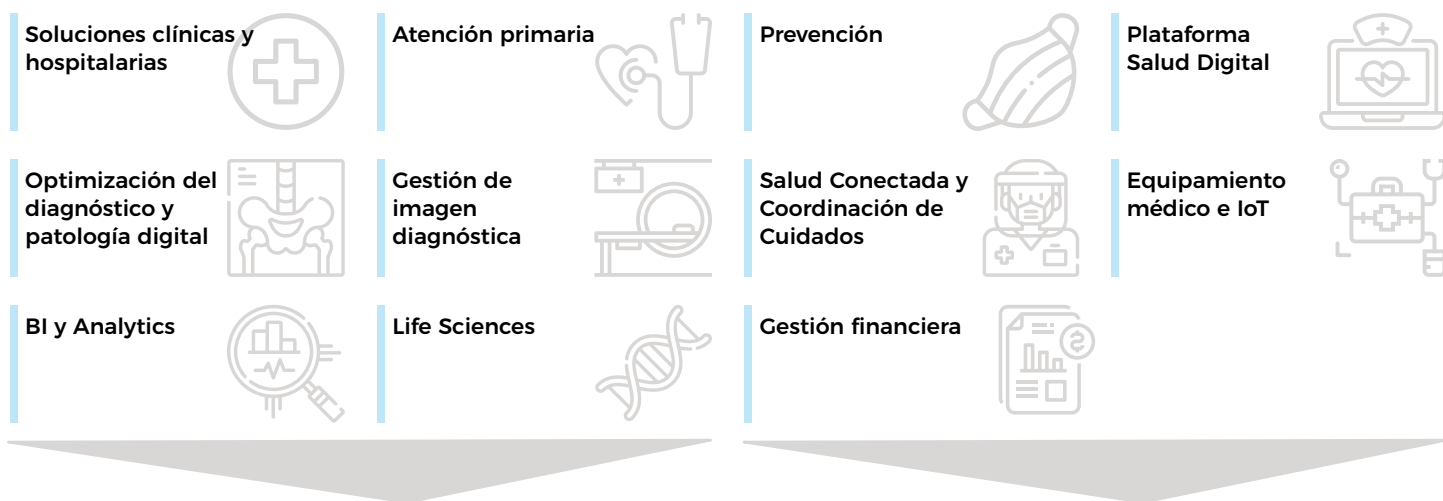 Soluciones clínicas y
hospitalarias
Atención primaria
Prevención
Plataforma
Salud Digital
Optimización del
diagnóstico y
patología digital
Gestión de
imagen
diagnóstica
Salud Conectada y
Coordinación de
Cuidados
Equipamiento
médico e IoT
BI y Analytics
Life Sciences
Gestión financiera